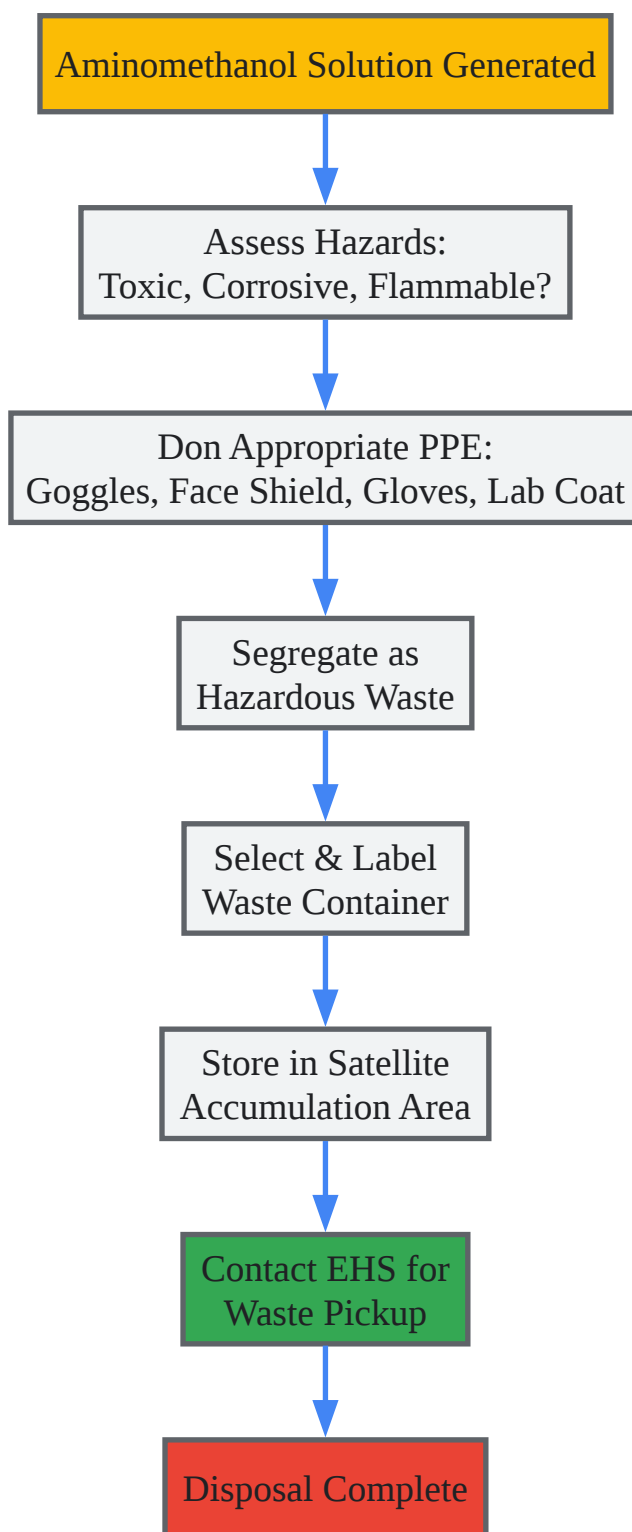 Aminomethanol Solution Generated
Assess Hazards:
Toxic, Corrosive, Flammable?
Don Appropriate PPE:
Goggles, Face Shield, Gloves, Lab Coat
Segregate as
Hazardous Waste
Select & Label
Waste Container
Store in Satellite
Accumulation Area
Contact EHS for
Waste Pickup
Disposal Complete